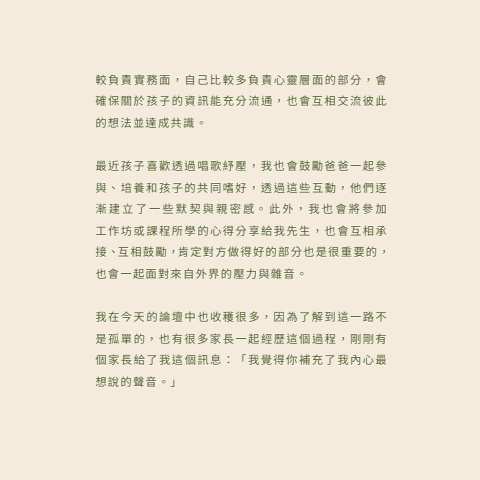 較負責實務面，自己比較多負責心靈層面的部分，會
確保關於孩子的資訊能充分流通，也會互相交流彼此
的想法並達成共識。
最近孩子喜歡透過唱歌紓壓，我也會鼓勵爸爸一起參
與、培養和孩子的共同嗜好，透過這些互動，他們逐
漸建立了一些默契與親密感。此外，我也會將參加
工作坊或課程所學的心得分享給我先生，也會互相承
接、互相鼓勵，肯定對方做得好的部分也是很重要的，
也會一起面對來自外界的壓力與雜音。
我在今天的論壇中也收穫很多，因為了解到這一路不
是孤單的，也有很多家長一起經歷這個過程，剛剛有
個家長給了我這個訊息：「我覺得你補充了我內心最
想說的聲音。」